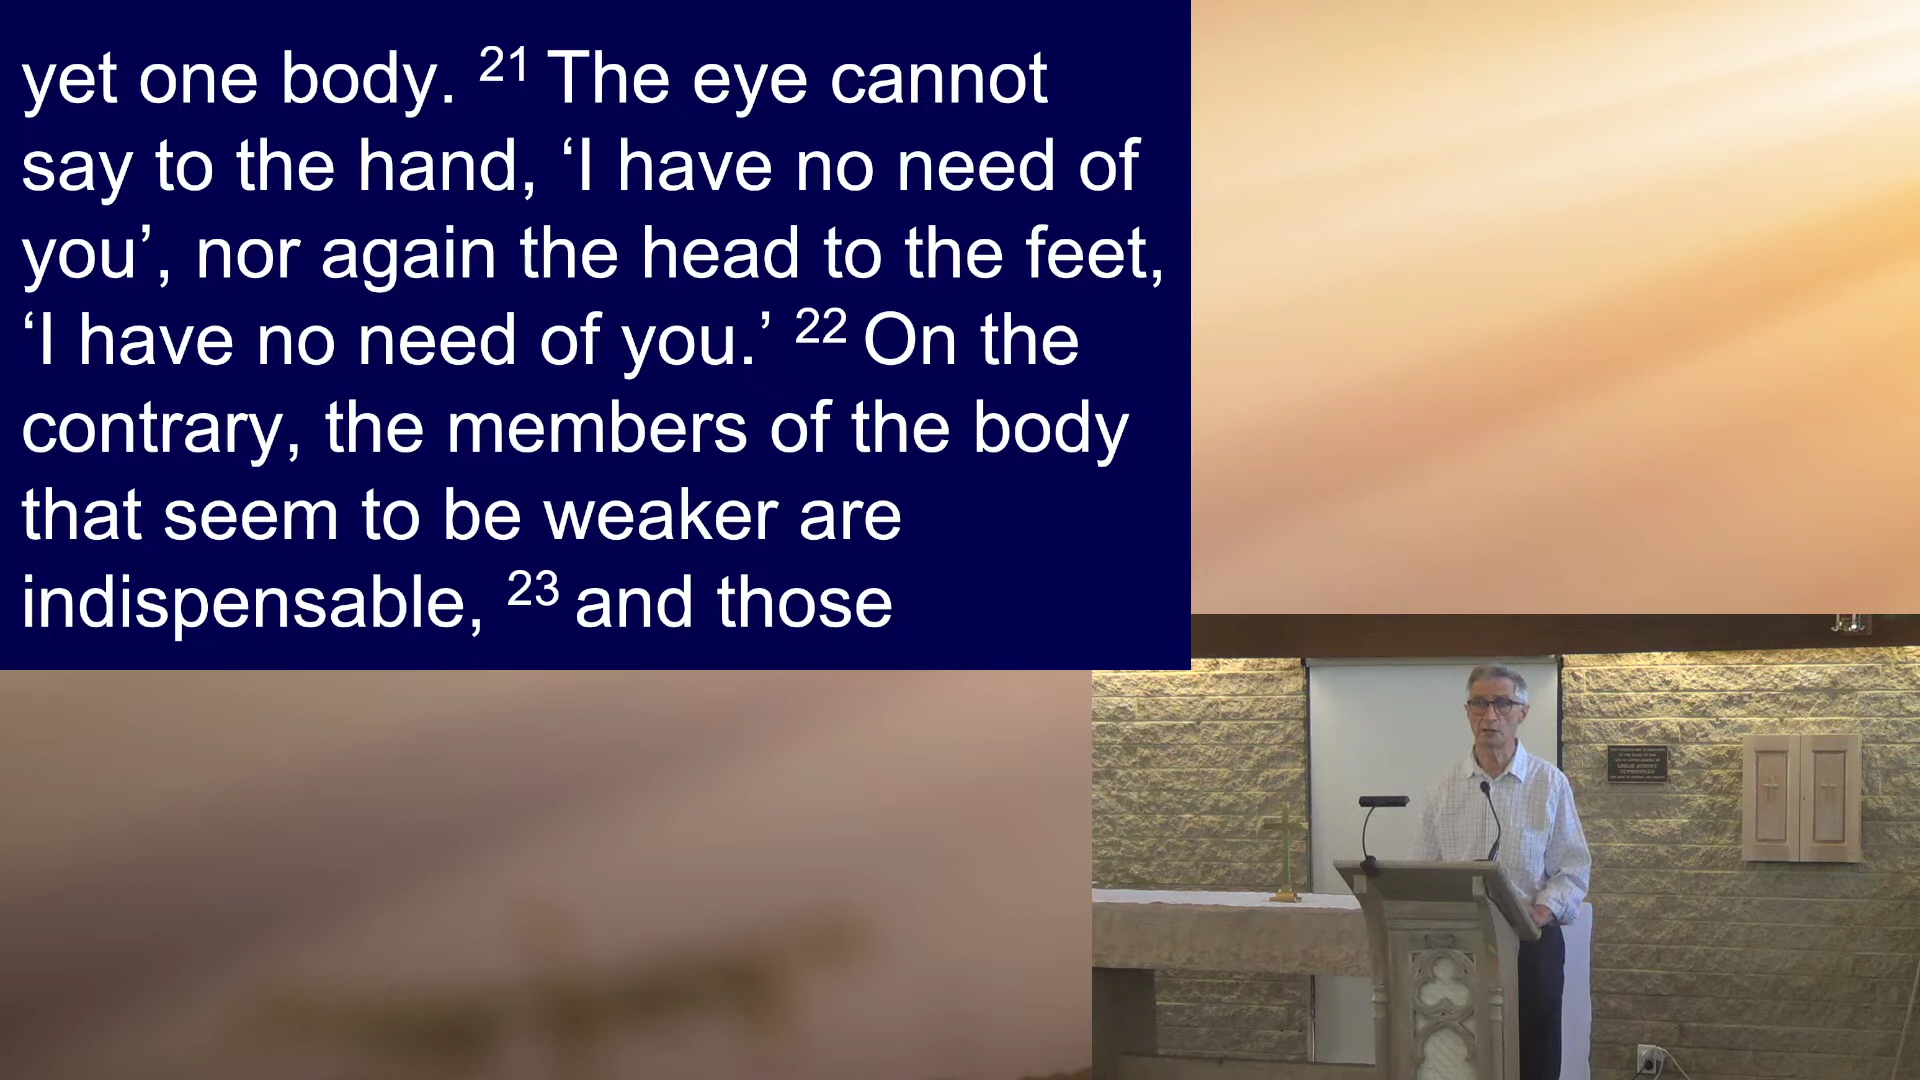 yet one body. 21 The eye cannot
say to the hand, ‘I have no need of
you’, nor again the head to the feet,
‘I have no need of you.’ 22 On the
contrary, the members of the body
that seem to be weaker are
indispensable, 23 and those